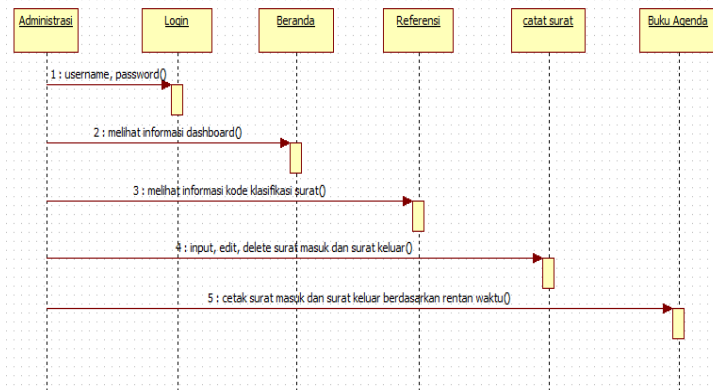 Administrasi
Login
Beranda
Referensi
catat surat
Buku Agenda
1 : username, password()
2 : melihat informasi dashboard()
3 : melihat informasi kode klasifikasi surat()
4 : input, edit, delete surat masuk dan surat keluar()
5 : cetak surat masuk dan surat keluar berdasarkan rentan waktu()